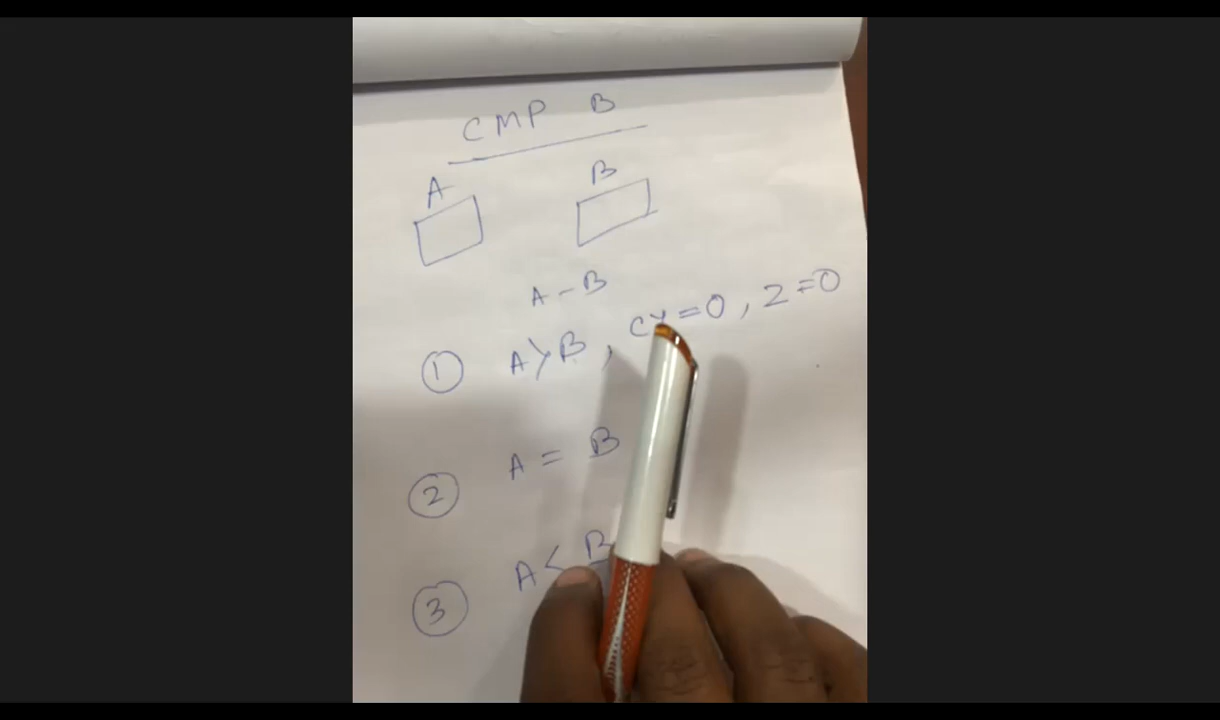 CMP B
A B
A - B
① A > B , CY = 0 , Z = 0
② A = B
③ A < B